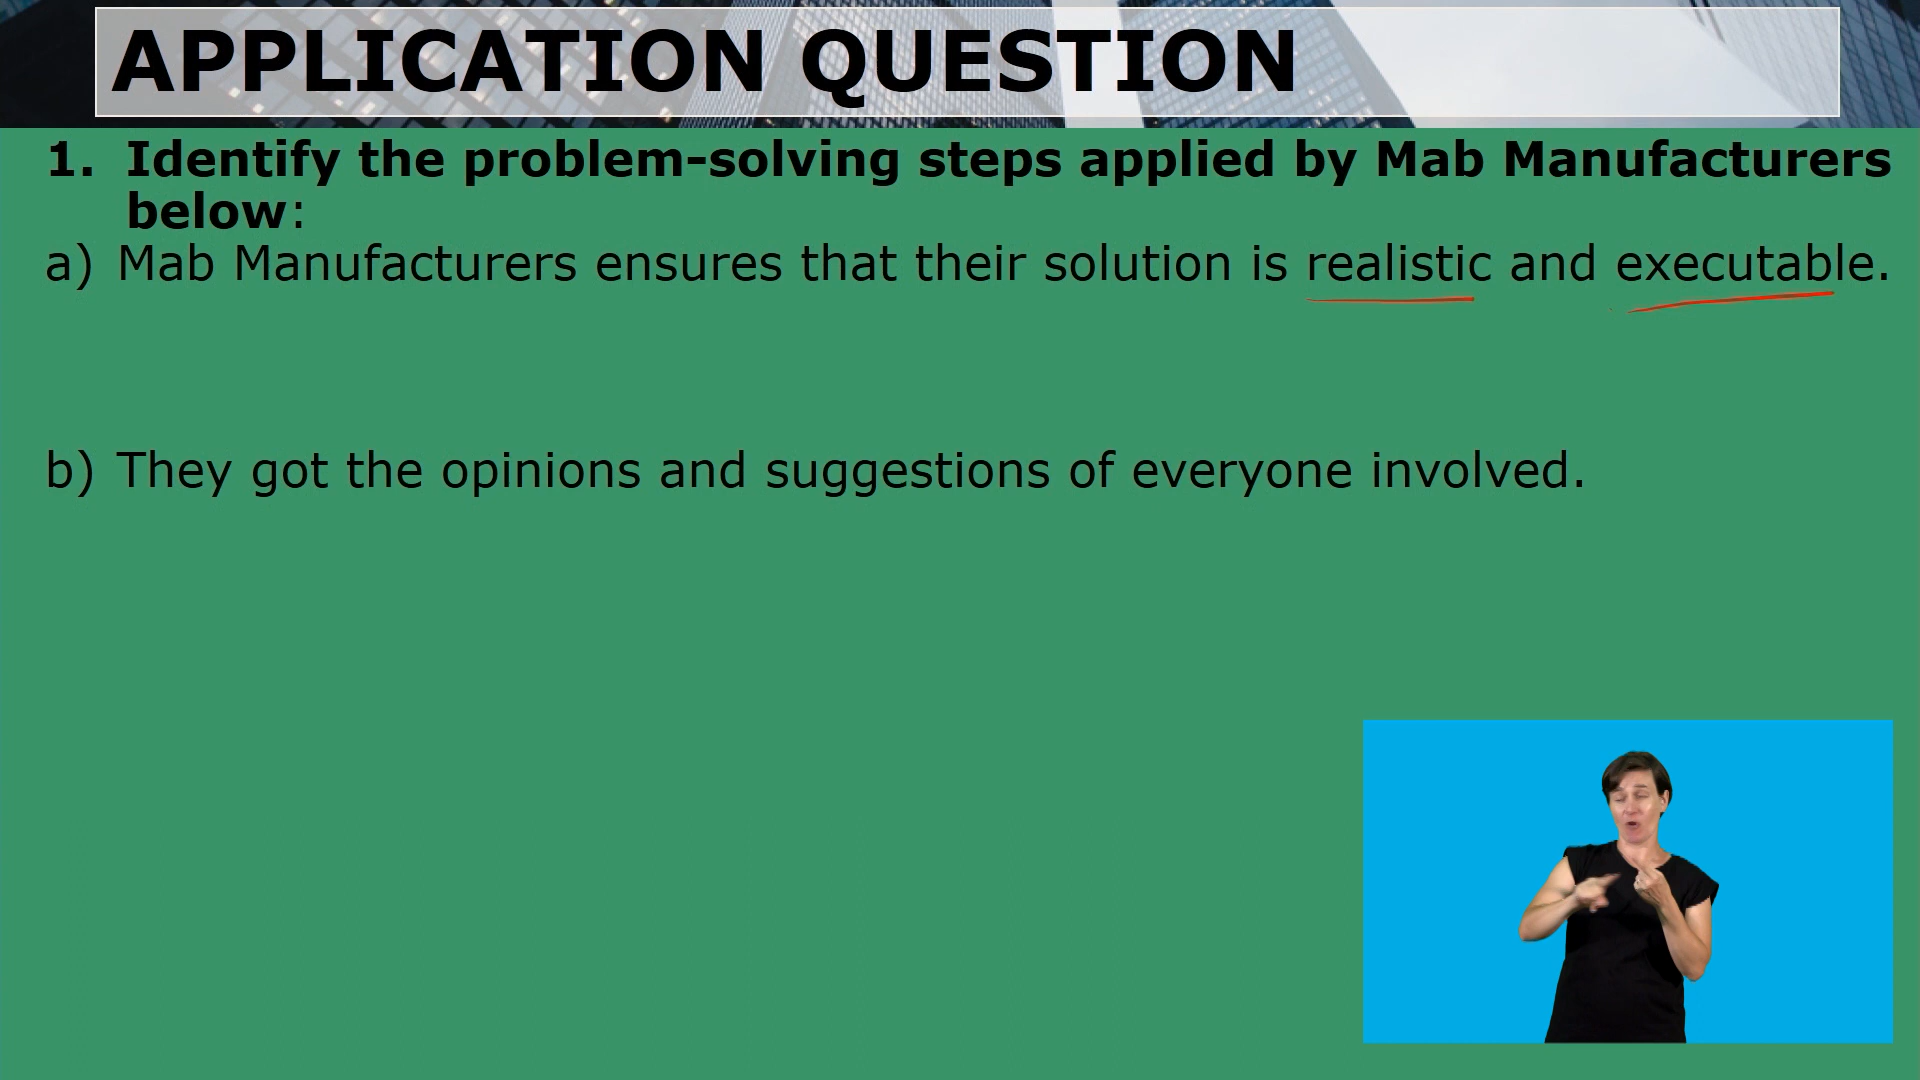 APPLICATION QUESTION
1. Identify the problem-solving steps applied by Mab Manufacturers
below:
a) Mab Manufacturers ensures that their solution is realistic and executable.
b) They got the opinions and suggestions of everyone involved.